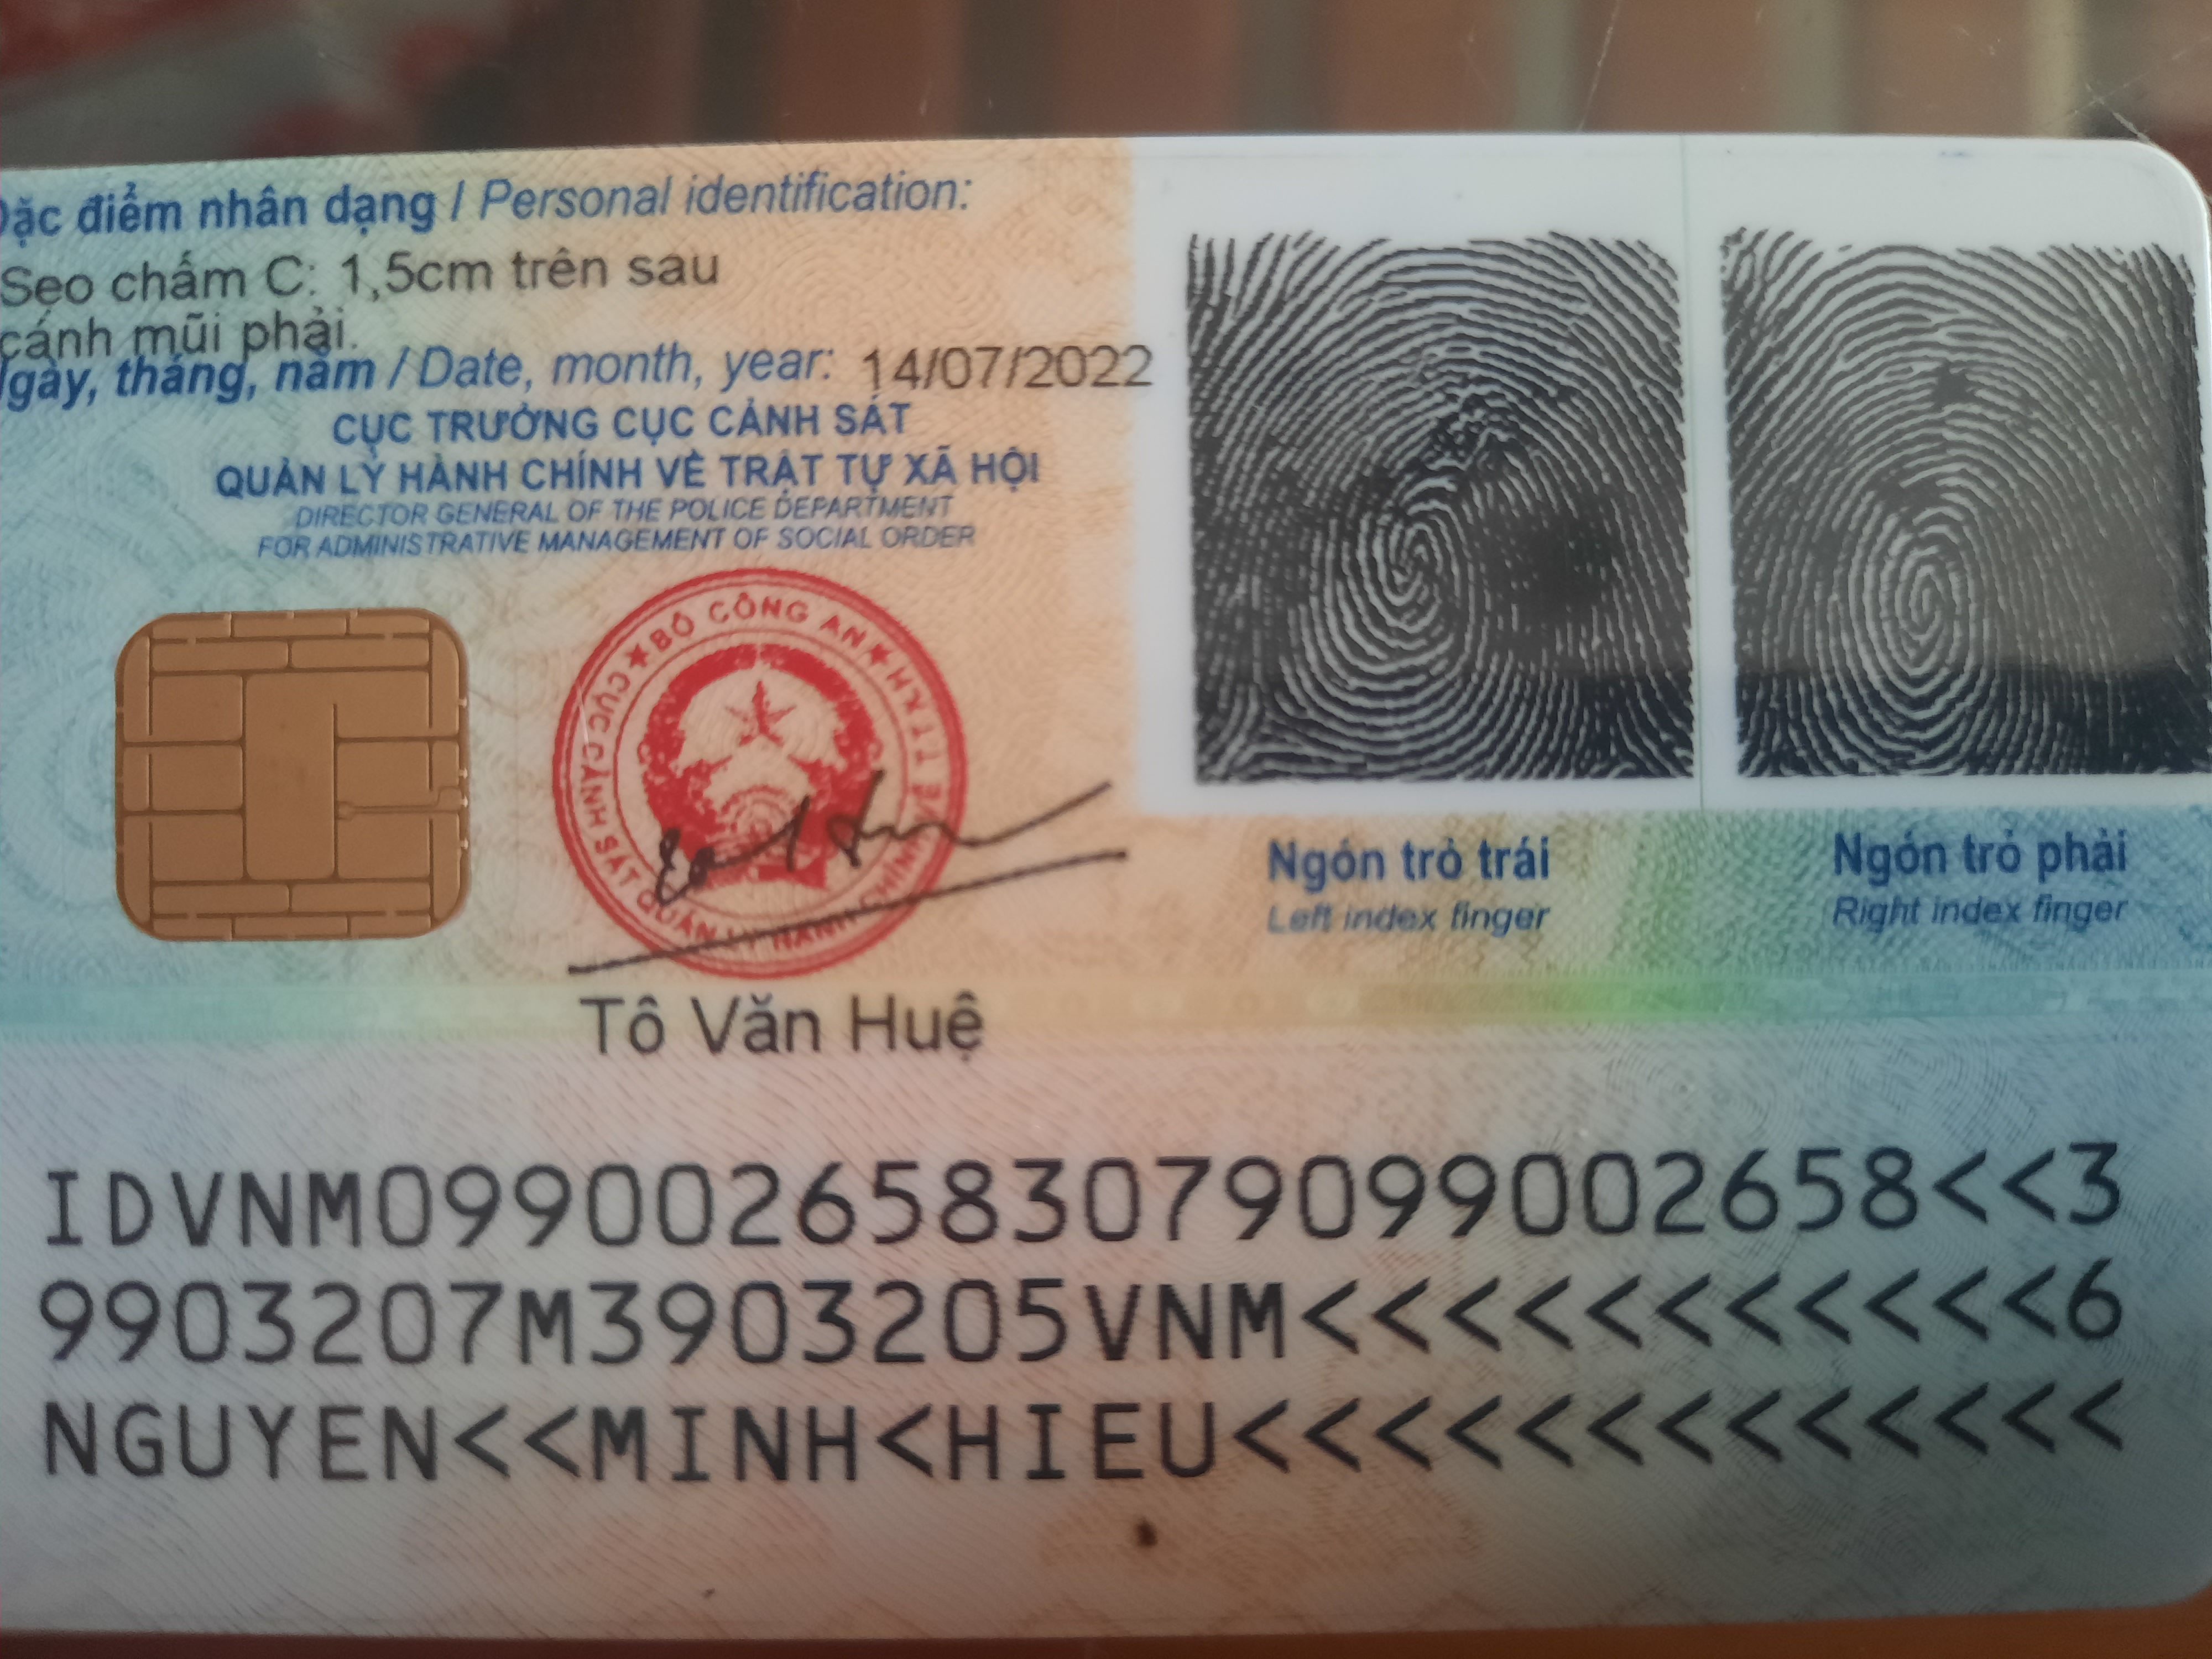 Đặc điểm nhân dạng / Personal identification:
Sẹo chấm C: 1,5cm trên sau
cánh mũi phải.
Ngày, tháng, năm / Date, month, year: 14/07/2022
CỤC TRƯỞNG CỤC CẢNH SÁT
QUẢN LÝ HÀNH CHÍNH VỀ TRẬT TỰ XÃ HỘI
DIRECTOR GENERAL OF THE POLICE DEPARTMENT
FOR ADMINISTRATIVE MANAGEMENT OF SOCIAL ORDER
BỘ CÔNG AN
CỤC CẢNH SÁT QUẢN LÝ HÀNH CHÍNH VỀ TTXH
Tô Văn Huệ
Ngón trỏ trái
Left index finger
Ngón trỏ phải
Right index finger
IDVNM0990026583079099002658<<3
9903207M3903205VNM<<<<<<<<<<<6
NGUYEN<<MINH<HIEU<<<<<<<<<<<<<